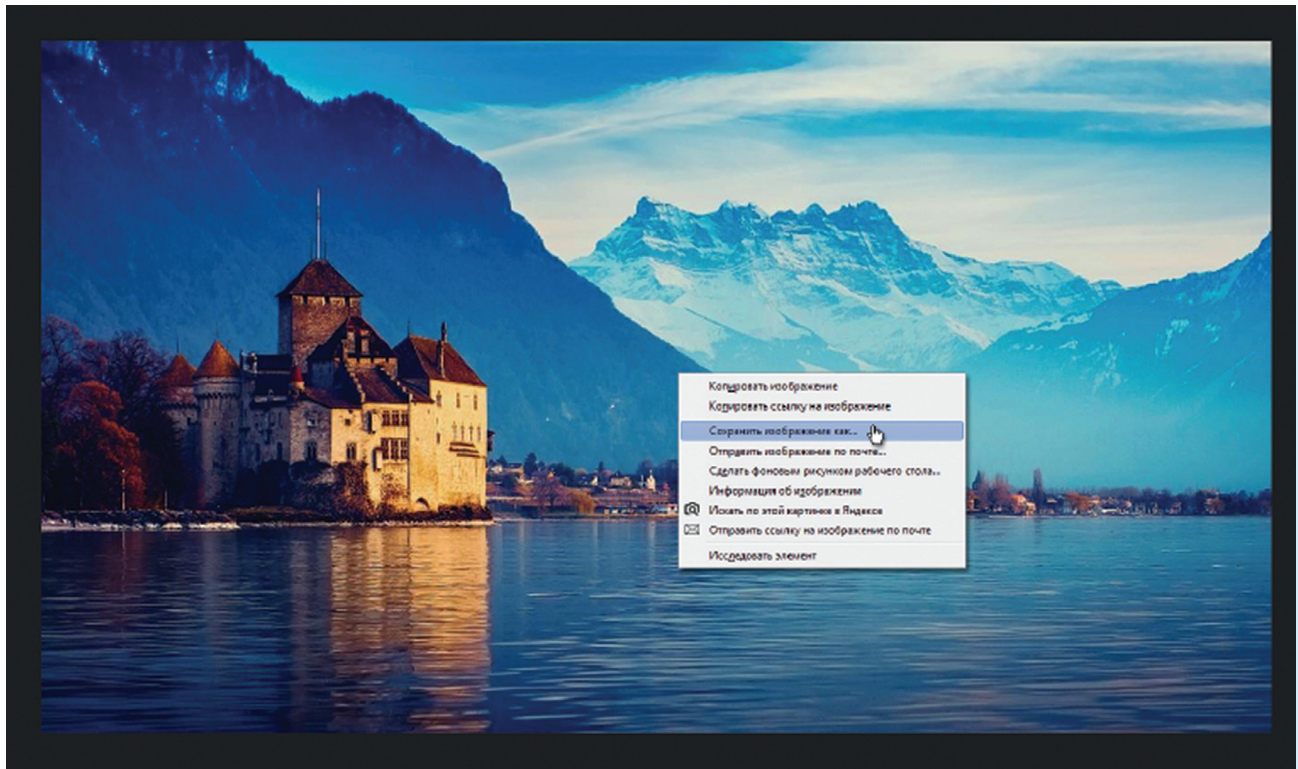 Копировать изображение
Копировать ссылку на изображение
Сохранить изображение как...
Отправить изображение по почте...
Сделать фоновым рисунком рабочего стола...
Информация об изображении
Искать по этой картинке в Яндексе
Отправить ссылку на изображение по почте
Исследовать элемент